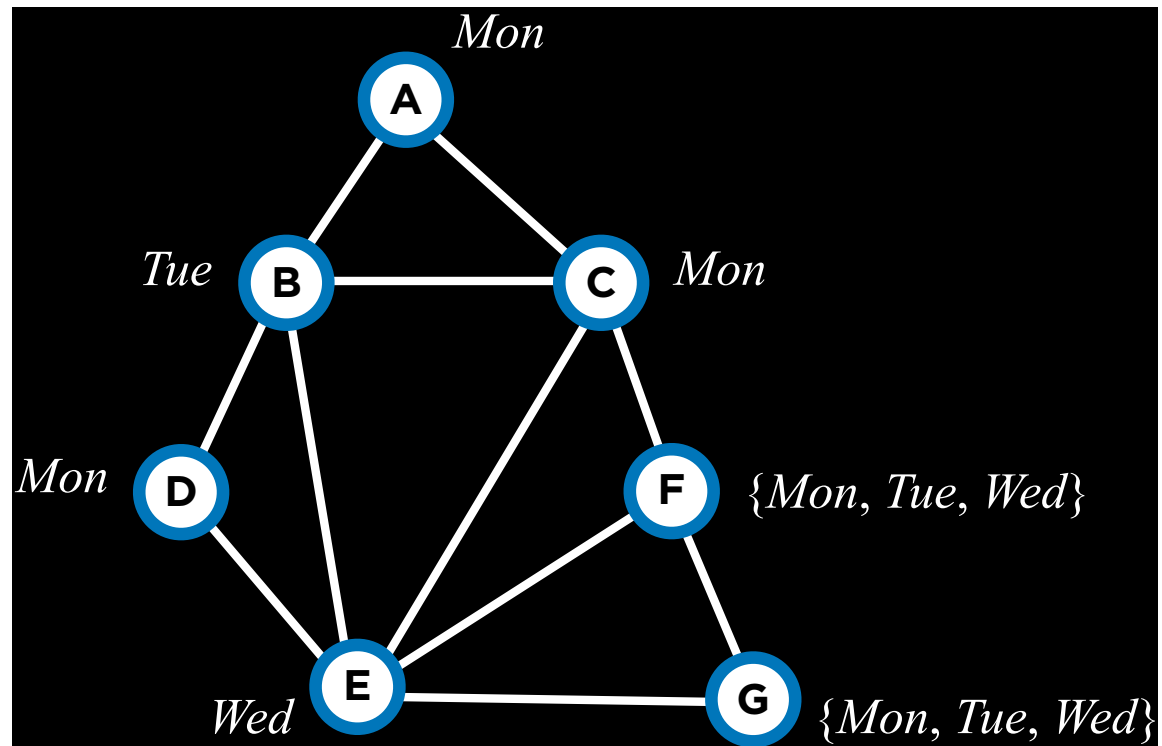 Mon
A
Tue
B
C
Mon
Mon
D
F
{Mon, Tue, Wed}
E
Wed
G
{Mon, Tue, Wed}